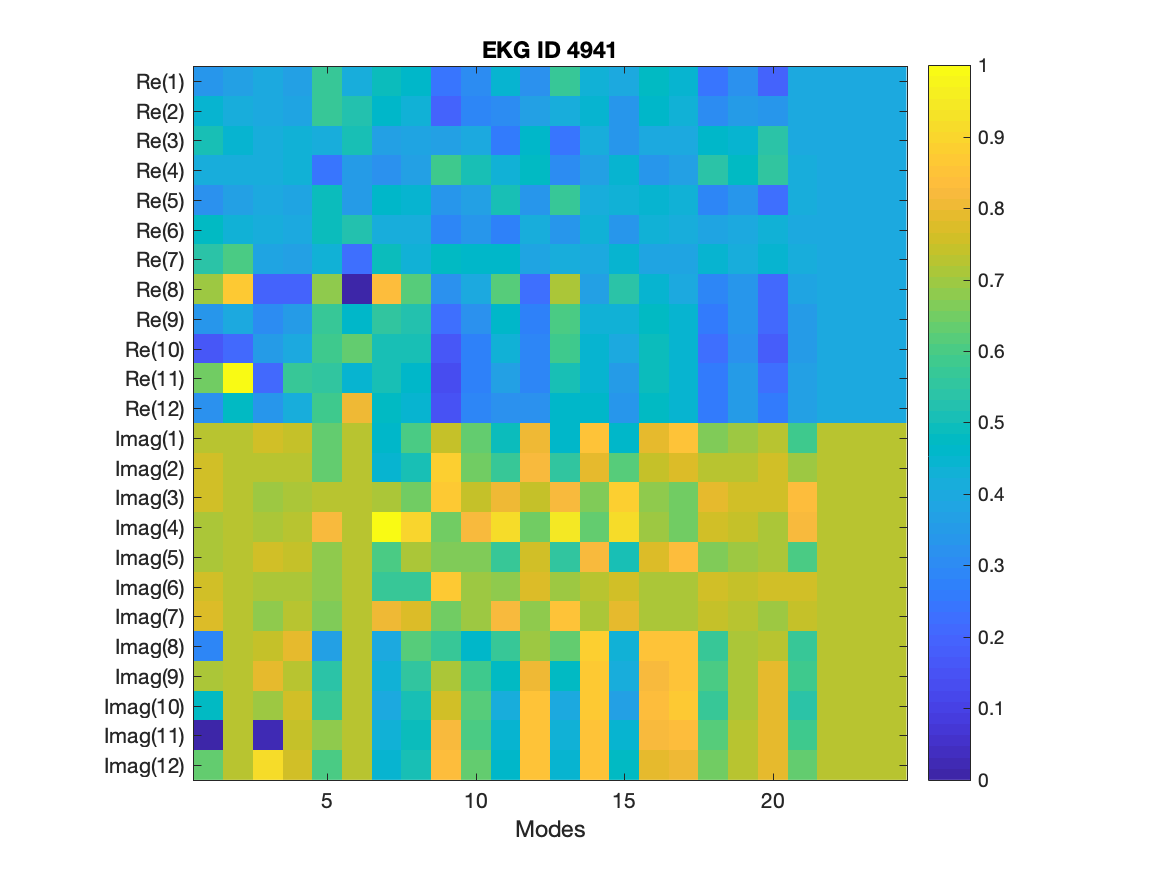 EKG ID 4941
Re(1)
Re(2)
Re(3)
Re(4)
Re(5)
Re(6)
Re(7)
Re(8)
Re(9)
Re(10)
Re(11)
Re(12)
Imag(1)
Imag(2)
Imag(3)
Imag(4)
Imag(5)
Imag(6)
Imag(7)
Imag(8)
Imag(9)
Imag(10)
Imag(11)
Imag(12)
5 10 15 20
Modes
1
0.9
0.8
0.7
0.6
0.5
0.4
0.3
0.2
0.1
0